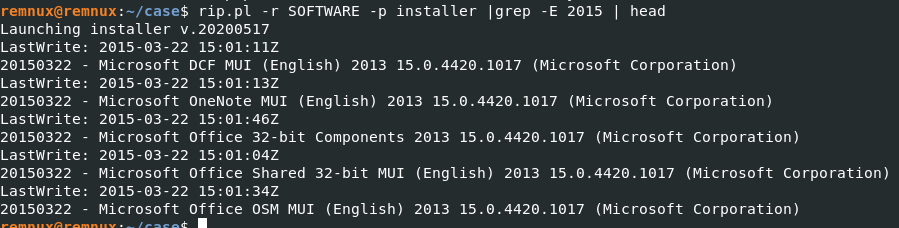 remnux@remnux:~/case$ rip.pl -r SOFTWARE -p installer |grep -E 2015 | head
Launching installer v.20200517
LastWrite: 2015-03-22 15:01:11Z
20150322 - Microsoft DCF MUI (English) 2013 15.0.4420.1017 (Microsoft Corporation)
LastWrite: 2015-03-22 15:01:13Z
20150322 - Microsoft OneNote MUI (English) 2013 15.0.4420.1017 (Microsoft Corporation)
LastWrite: 2015-03-22 15:01:46Z
20150322 - Microsoft Office 32-bit Components 2013 15.0.4420.1017 (Microsoft Corporation)
LastWrite: 2015-03-22 15:01:04Z
20150322 - Microsoft Office Shared 32-bit MUI (English) 2013 15.0.4420.1017 (Microsoft Corporation)
LastWrite: 2015-03-22 15:01:34Z
20150322 - Microsoft Office OSM MUI (English) 2013 15.0.4420.1017 (Microsoft Corporation)
remnux@remnux:~/case$